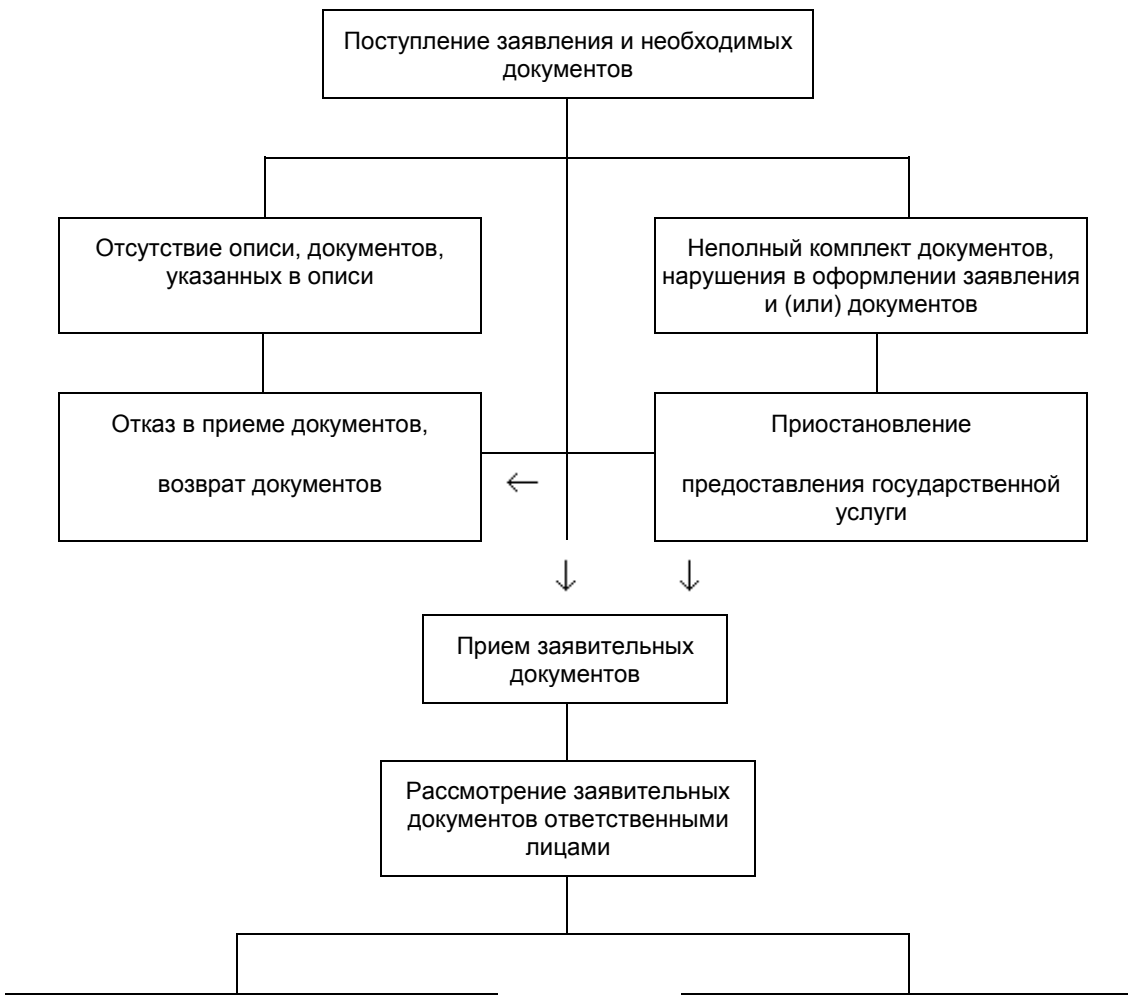 Поступление заявления и необходимых
документов
Отсутствие описи, документов,
указанных в описи
Неполный комплект документов,
нарушения в оформлении заявления
и (или) документов
Отказ в приеме документов,
возврат документов
Приостановление
предоставления государственной
услуги
Прием заявительных
документов
Рассмотрение заявительных
документов ответственными
лицами